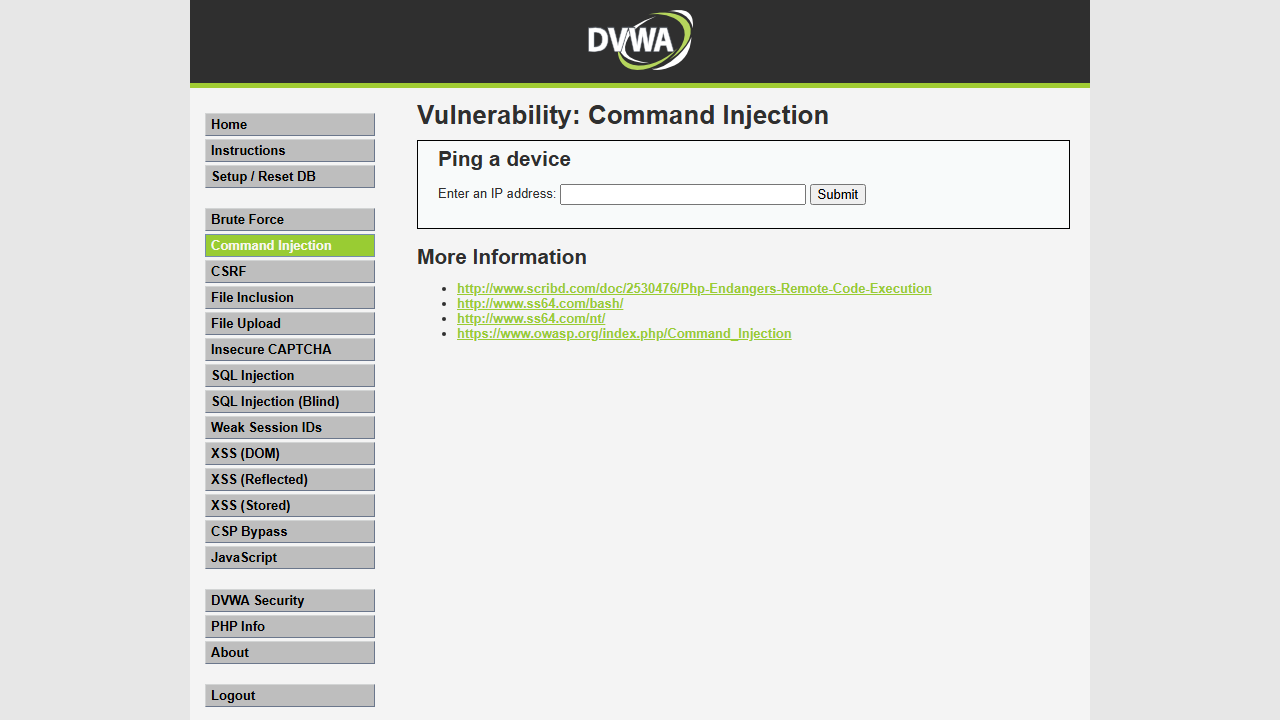 DVWA
Home
Instructions
Setup / Reset DB
Brute Force
Command Injection
CSRF
File Inclusion
File Upload
Insecure CAPTCHA
SQL Injection
SQL Injection (Blind)
Weak Session IDs
XSS (DOM)
XSS (Reflected)
XSS (Stored)
CSP Bypass
JavaScript
DVWA Security
PHP Info
About
Logout
Vulnerability: Command Injection
Ping a device
Enter an IP address: Submit
More Information
http://www.scribd.com/doc/2530476/Php-Endangers-Remote-Code-Execution
http://www.ss64.com/bash/
http://www.ss64.com/nt/
https://www.owasp.org/index.php/Command_Injection